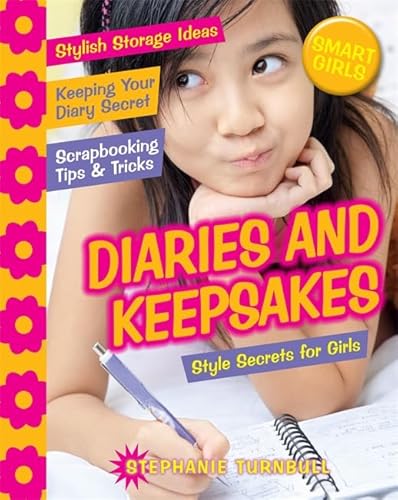 Stylish Storage Ideas
Keeping Your
Diary Secret
Scrapbooking
Tips & Tricks
SMART
GIRLS
DIARIES AND
KEEPSAKES
Style Secrets for Girls
STEPHANIE TURNBULL